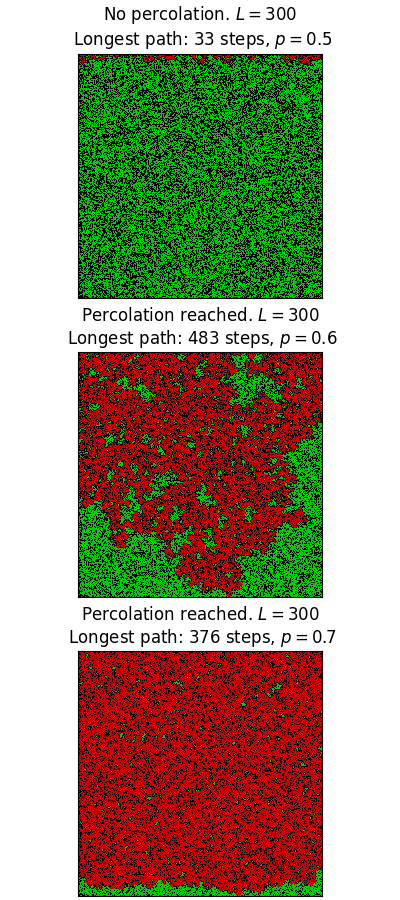 No percolation. L = 300
Longest path: 33 steps, p = 0.5
Percolation reached. L = 300
Longest path: 483 steps, p = 0.6
Percolation reached. L = 300
Longest path: 376 steps, p = 0.7